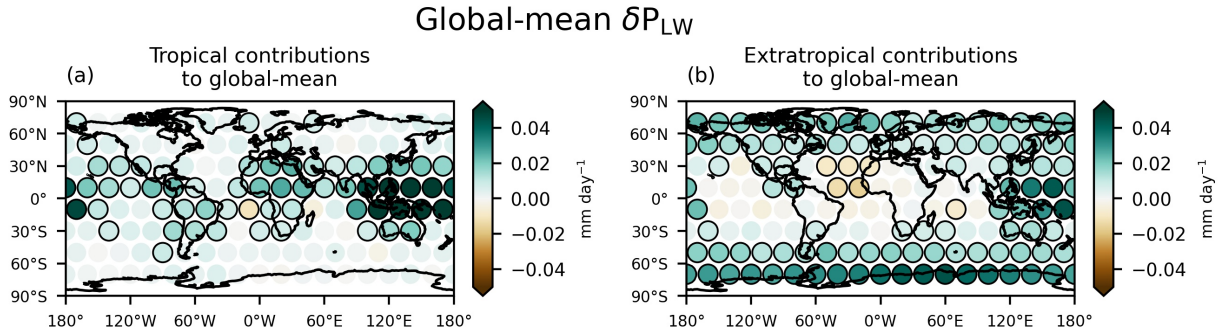 Global-mean δP_LW
(a)
Tropical contributions
to global-mean
90°N
60°N
30°N
0°
30°S
60°S
90°S
180°
120°W
60°W
0°W
60°E
120°E
180°
0.04
0.02
0.00
−0.02
−0.04
mm day⁻¹
(b)
Extratropical contributions
to global-mean
90°N
60°N
30°N
0°
30°S
60°S
90°S
180°
120°W
60°W
0°W
60°E
120°E
180°
0.04
0.02
0.00
−0.02
−0.04
mm day⁻¹